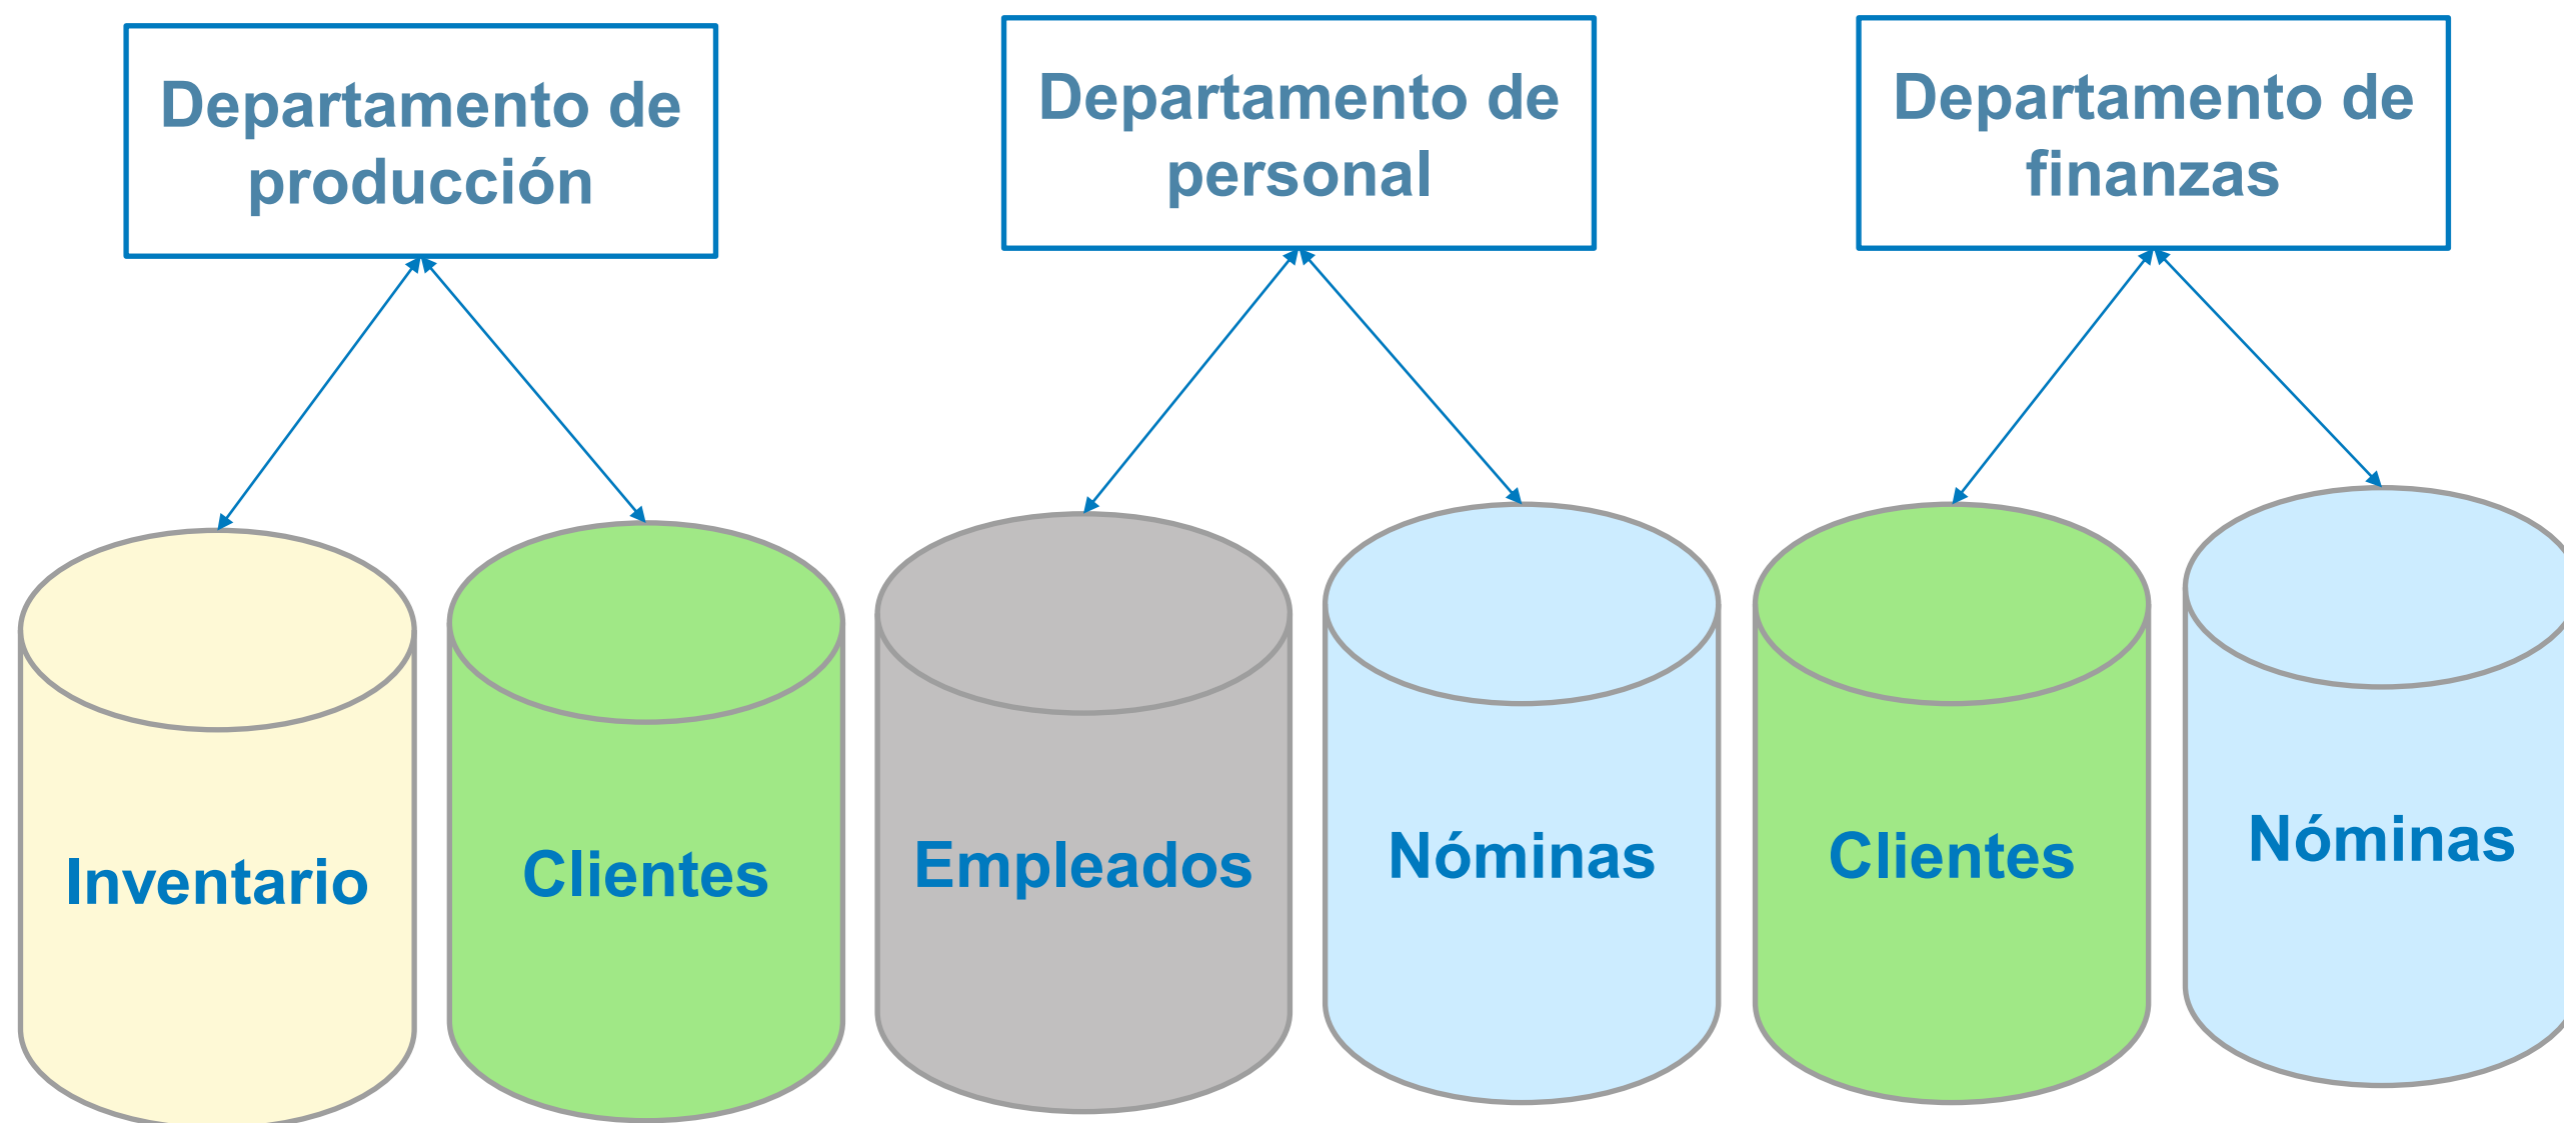 Departamento de
producción
Departamento de
personal
Departamento de
finanzas
Inventario
Clientes
Empleados
Nóminas
Clientes
Nóminas